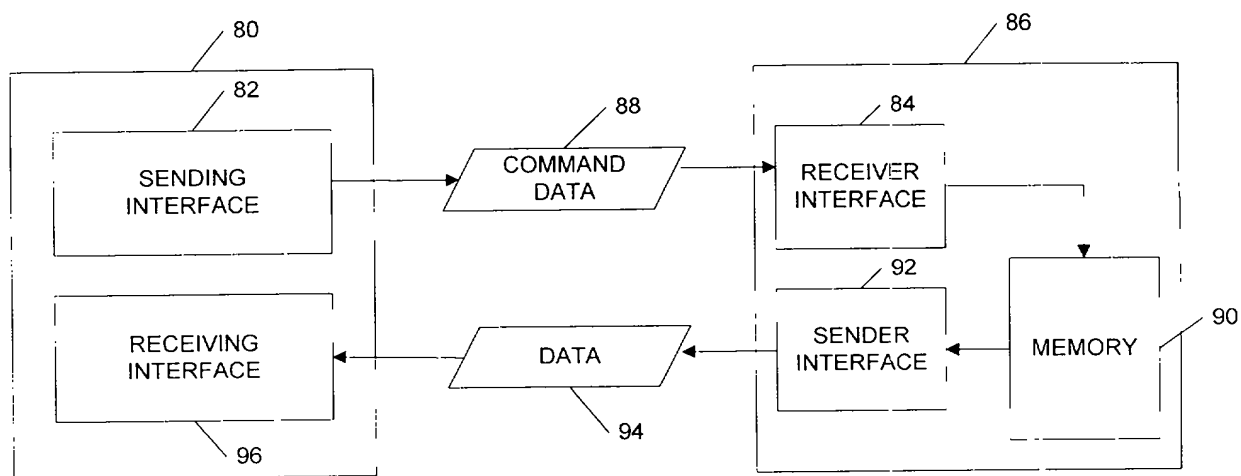 80
86
82
88
84
SENDING
INTERFACE
COMMAND
DATA
RECEIVER
INTERFACE
92
RECEIVING
INTERFACE
DATA
SENDER
INTERFACE
MEMORY
90
96
94